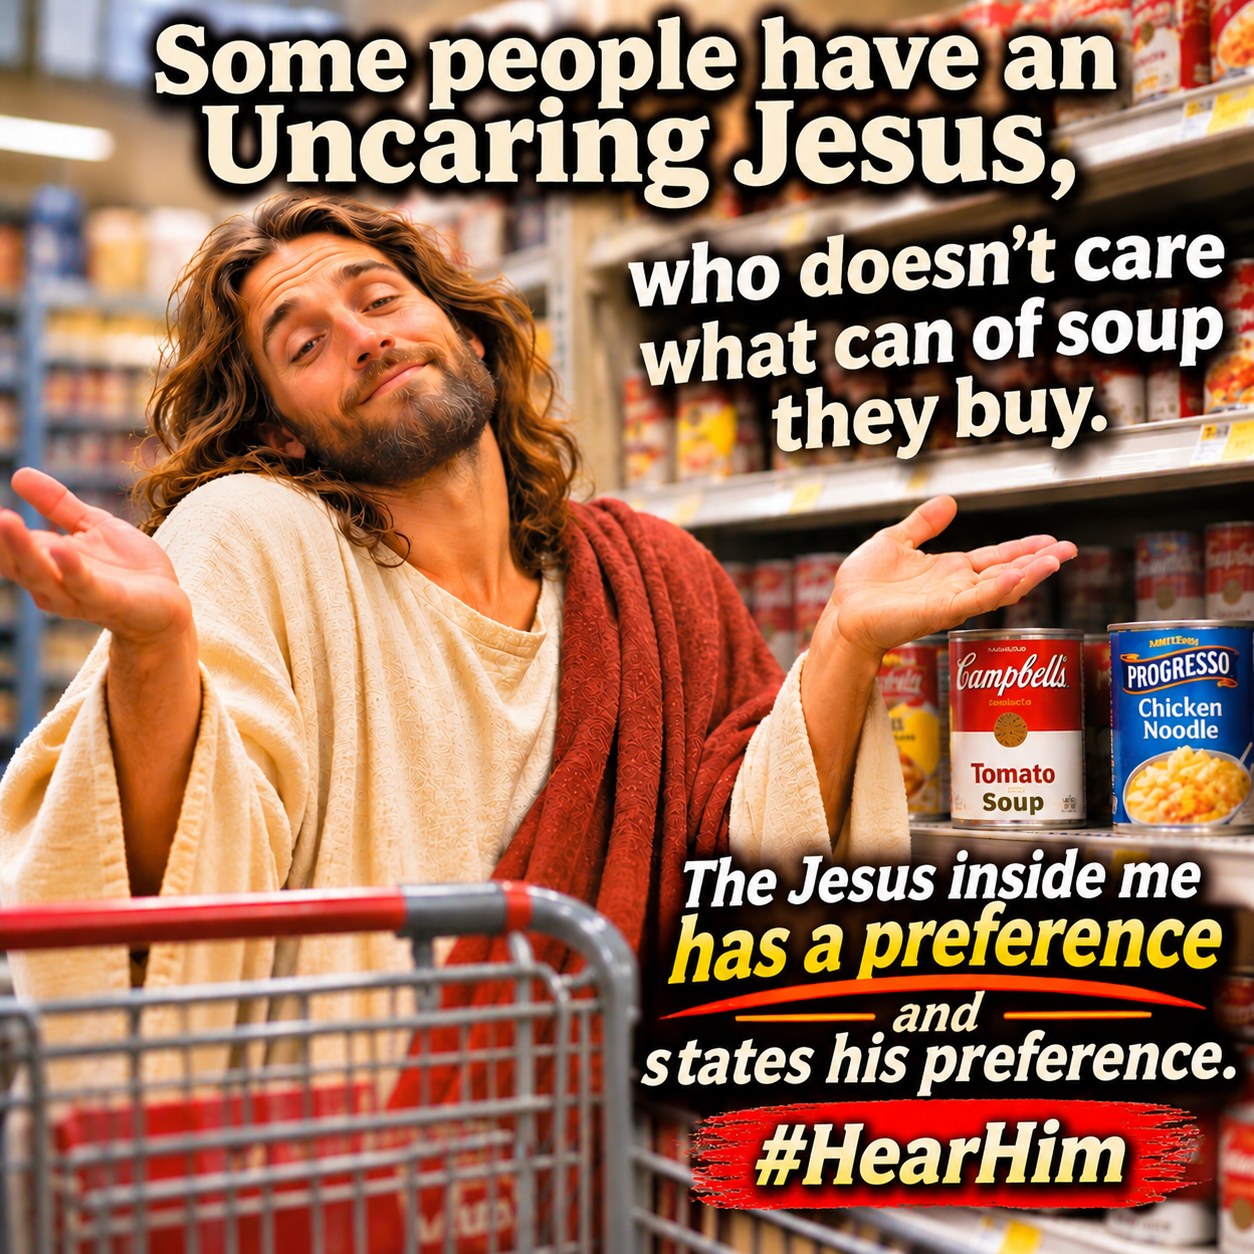 Some people have an
Uncaring Jesus,
who doesn't care
what can of soup
they buy.
Campbell's
Tomato
Soup
PROGRESSO
Chicken
Noodle
The Jesus inside me
has a preference
and
states his preference.
#HearHim